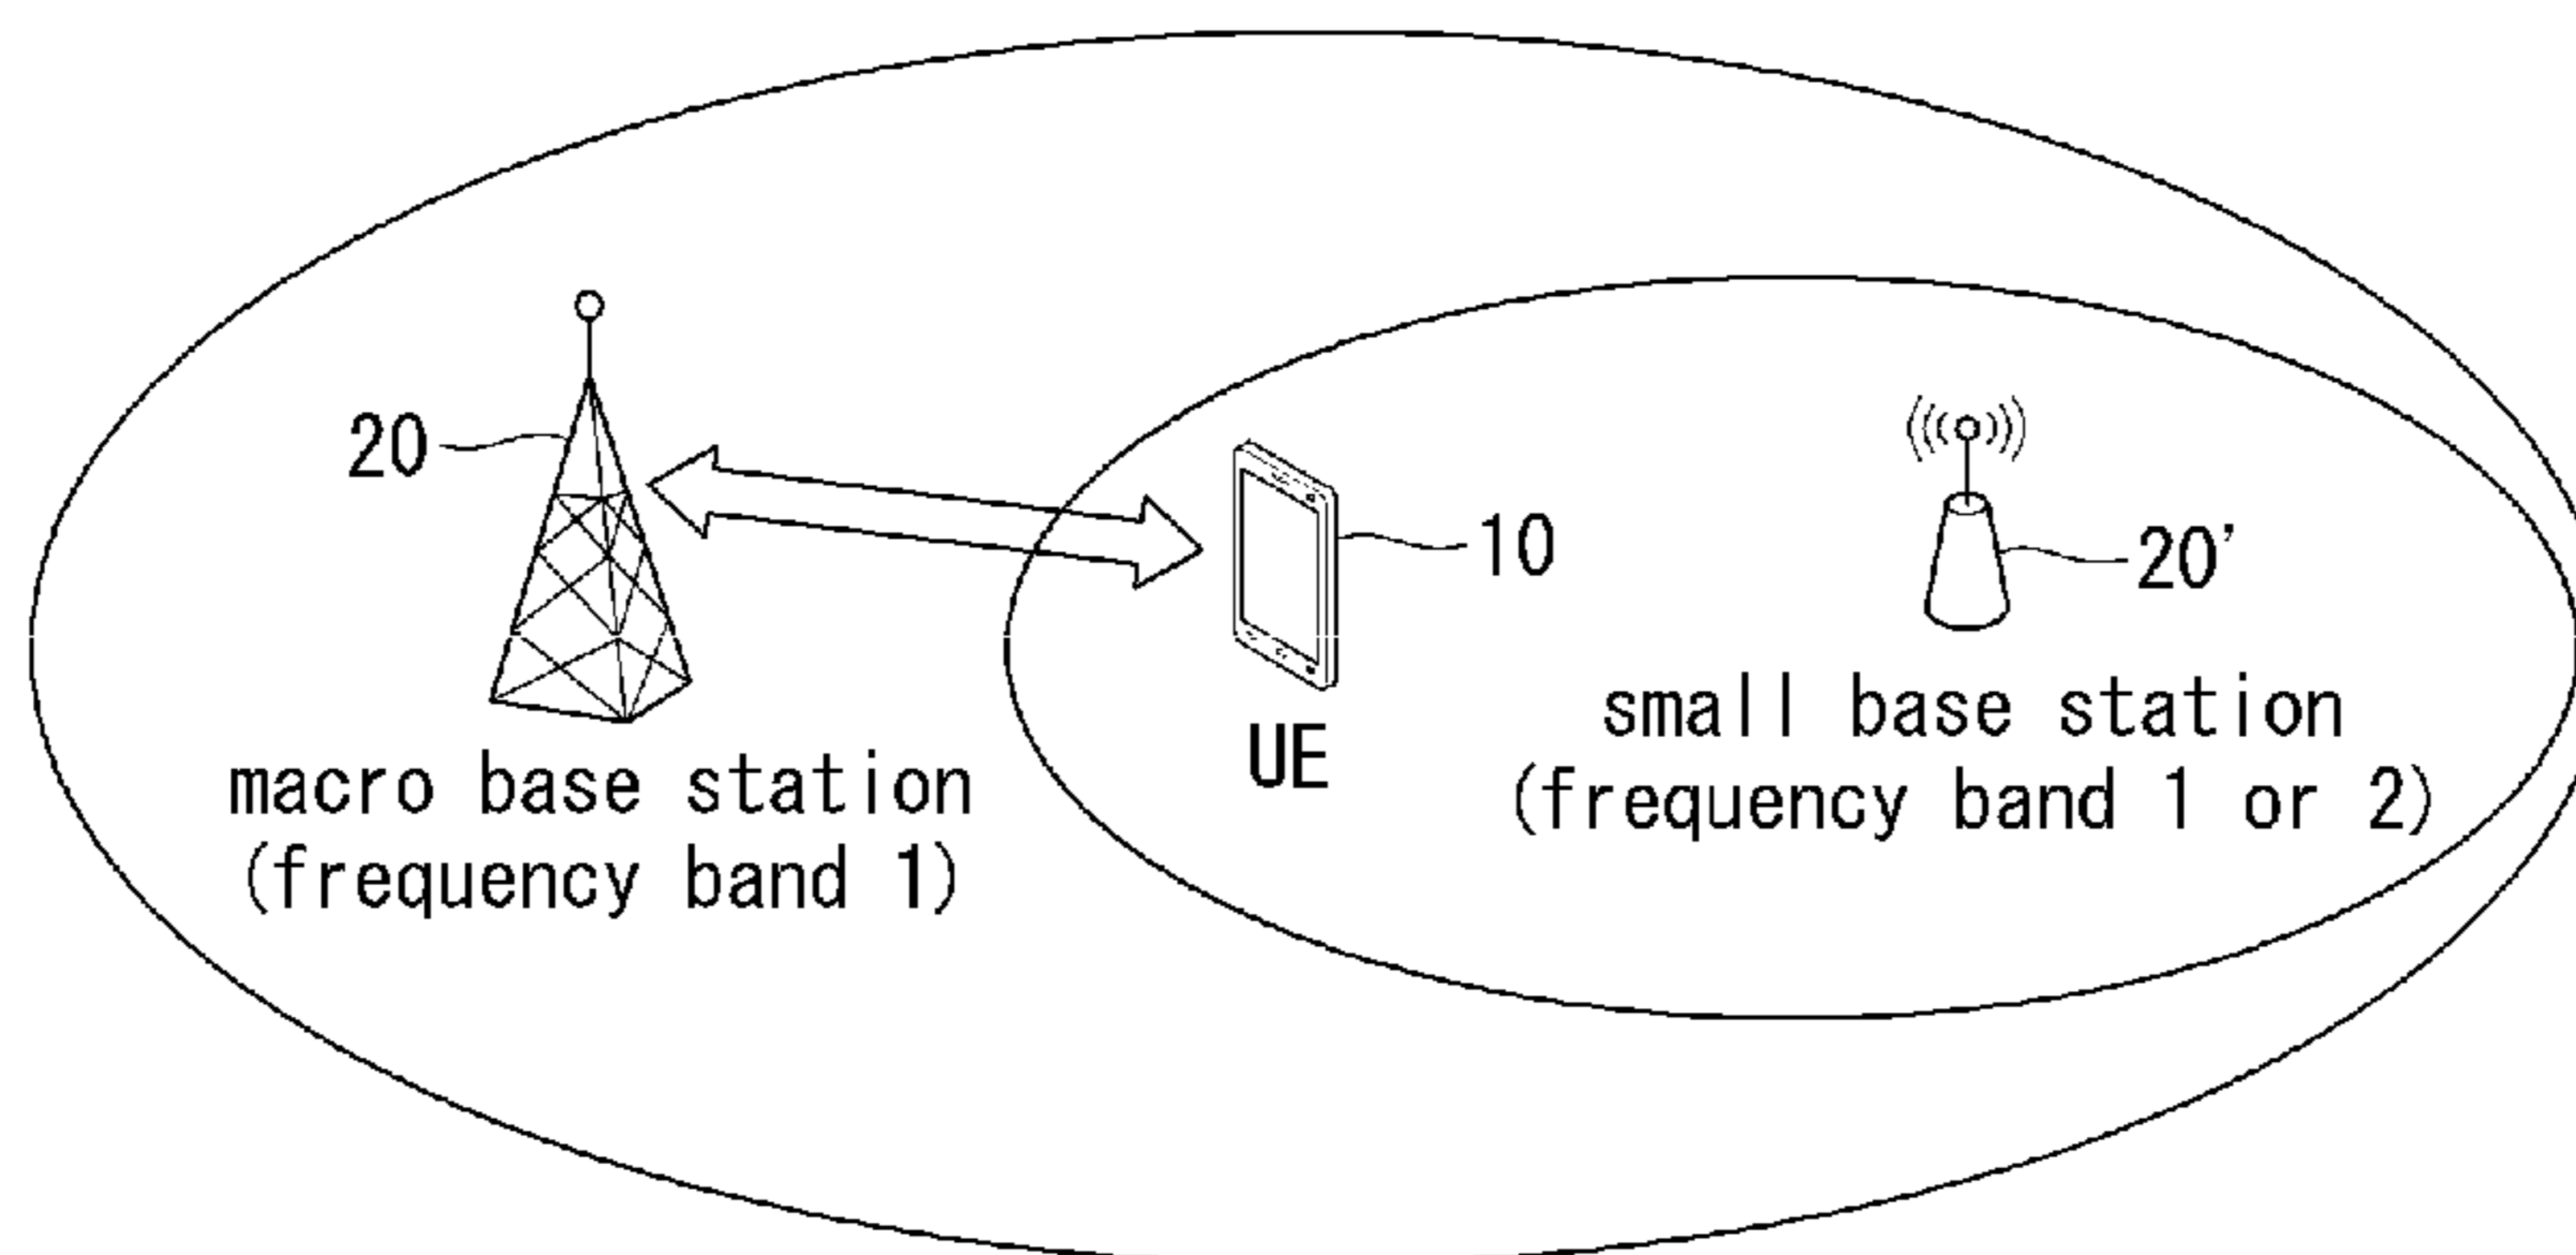 20
10
20'
UE
macro base station
(frequency band 1)
small base station
(frequency band 1 or 2)